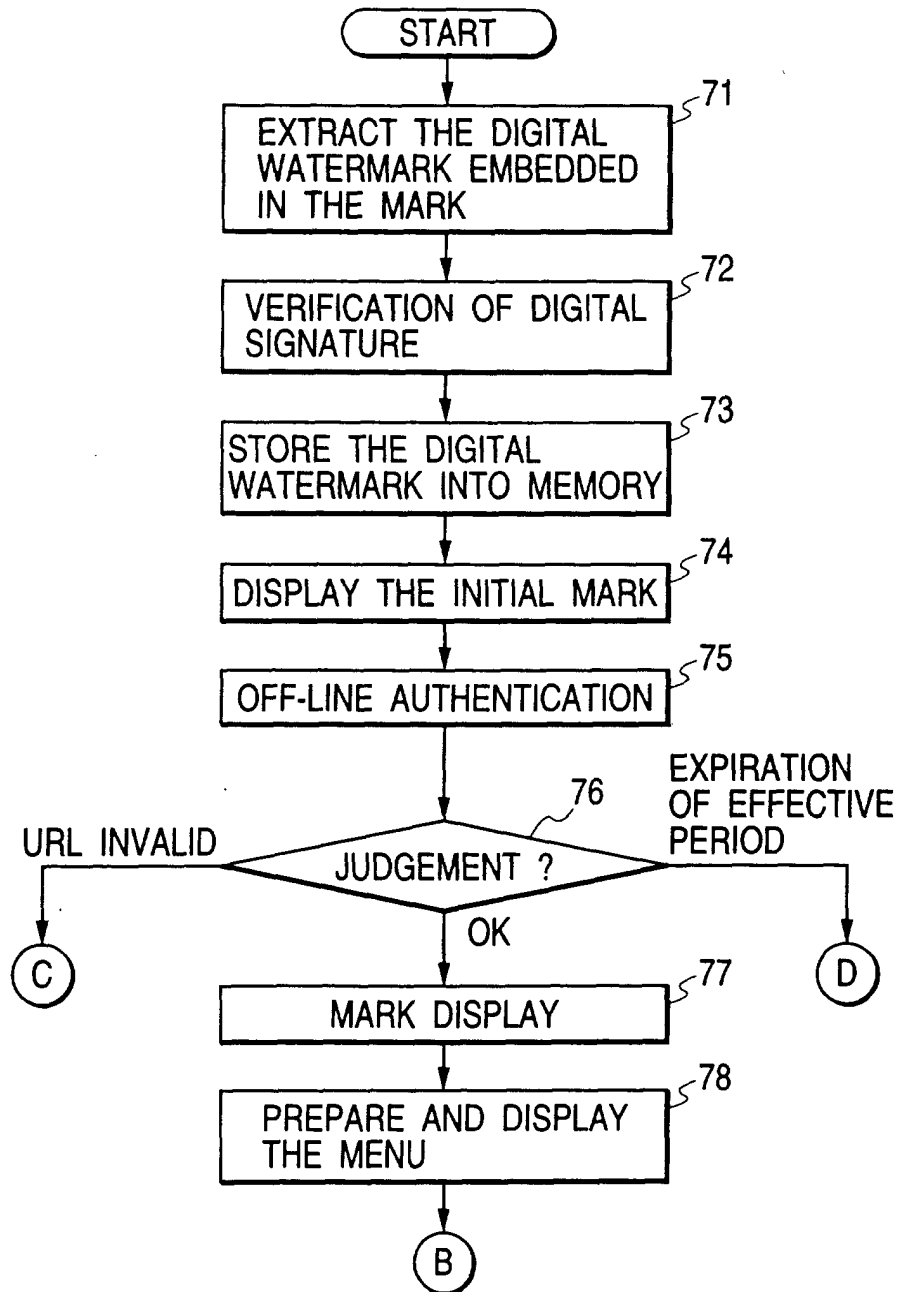 START
71
EXTRACT THE DIGITAL
WATERMARK EMBEDDED
IN THE MARK
72
VERIFICATION OF DIGITAL
SIGNATURE
73
STORE THE DIGITAL
WATERMARK INTO MEMORY
74
DISPLAY THE INITIAL MARK
75
OFF-LINE AUTHENTICATION
76
EXPIRATION
OF EFFECTIVE
PERIOD
URL INVALID
JUDGEMENT ?
OK
C
D
77
MARK DISPLAY
78
PREPARE AND DISPLAY
THE MENU
B